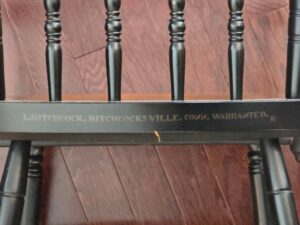 L. HITCHCOCK. HITCHCOCKS-VILLE. CONN. WARRANTED.